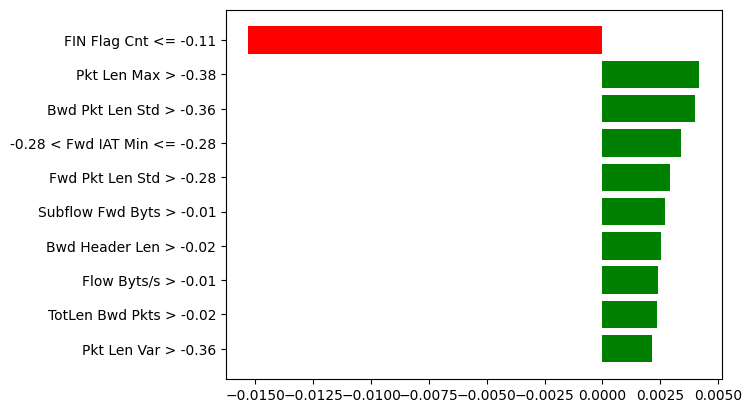 FIN Flag Cnt <= -0.11
Pkt Len Max > -0.38
Bwd Pkt Len Std > -0.36
-0.28 < Fwd IAT Min <= -0.28
Fwd Pkt Len Std > -0.28
Subflow Fwd Byts > -0.01
Bwd Header Len > -0.02
Flow Byts/s > -0.01
TotLen Bwd Pkts > -0.02
Pkt Len Var > -0.36
−0.0150 −0.0125 −0.0100 −0.0075 −0.0050 −0.0025 0.0000 0.0025 0.0050